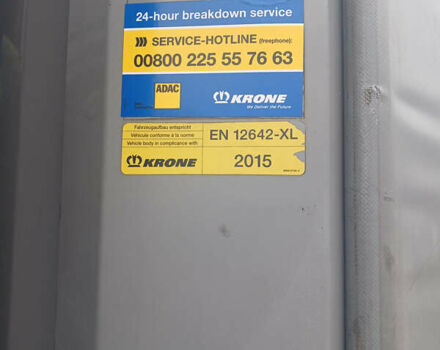 24-hour breakdown service
))) SERVICE-HOTLINE (freephone):
00800 225 55 76 63
ADAC
KRONE
We Deliver the Future
Fahrzeugaufbau entspricht
Véhicule conforme à la norme
Vehicle body in compliance with
EN 12642-XL
KRONE
2015